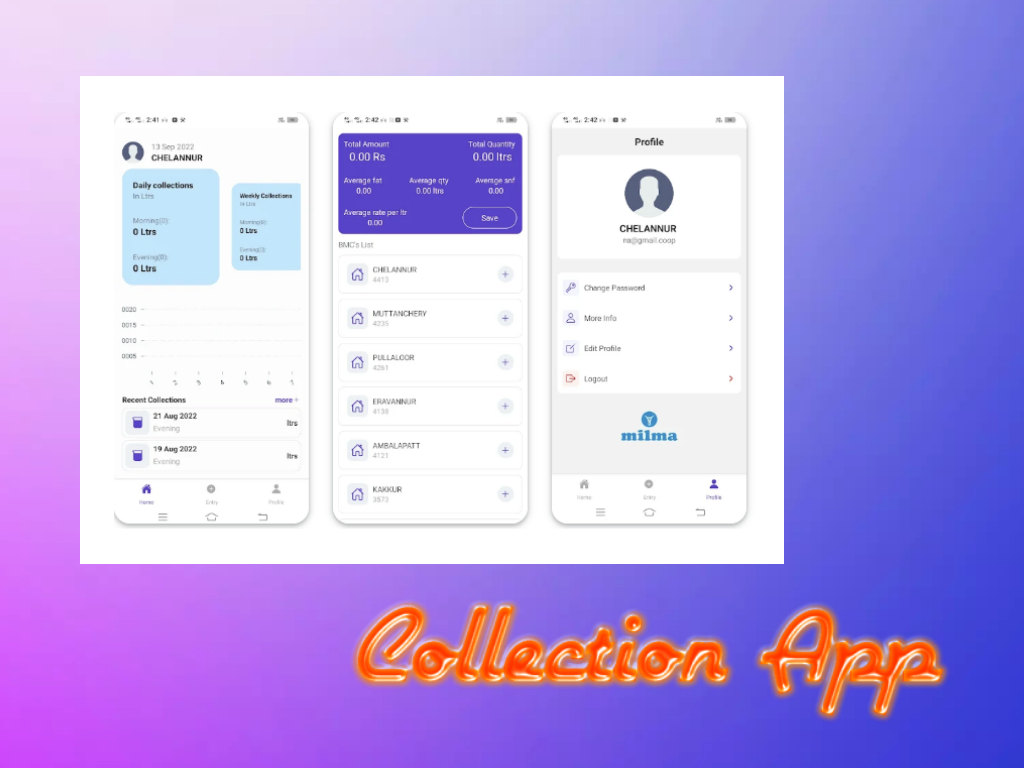 2:41
13 Sep 2022
CHELANNUR
Daily collections
In Ltrs
Morning(0):
0 Ltrs
Evening(0):
0 Ltrs
Weekly Collections
In Ltrs
Morning(0):
0 Ltrs
Evening(0):
0 Ltrs
0020
0015
0010
0005
1 2 3 4 5 6 7
Recent Collections more +
21 Aug 2022
Evening
ltrs
19 Aug 2022
Evening
ltrs
Home Entry Profile
2:42
Total Amount Total Quantity
0.00 Rs 0.00 ltrs
Average fat Average qty Average snf
0.00 0.00 ltrs 0.00
Average rate per ltr
0.00
Save
BMC's List
CHELANNUR
4413
MUTTANCHERY
4235
PULLALOOR
4261
ERAVANNUR
4138
AMBALAPATT
4121
KAKKUR
3573
2:42
Profile
CHELANNUR
na@gmail.coop
Change Password
More Info
Edit Profile
Logout
milma
Home Entry Profile
Collection App